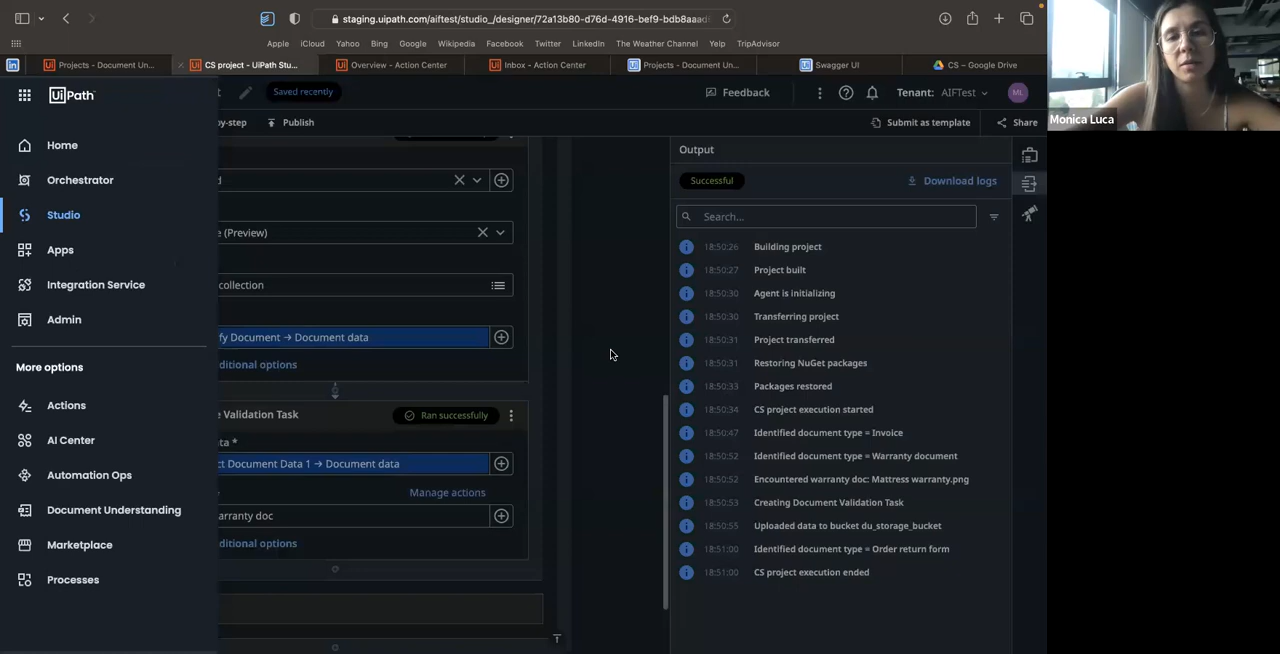 staging.uipath.com/aiftest/studio_/designer/72a13b80-d76d-4916-bef9-bdb8aaad
Apple iCloud Yahoo Bing Google Wikipedia Facebook Twitter LinkedIn The Weather Channel Yelp TripAdvisor
Projects - Document Un... CS project - UiPath Stu... Overview - Action Center Inbox - Action Center Projects - Document Un... Swagger UI CS – Google Drive
Monica Luca
UiPath
t Saved recently Feedback Tenant: AIFTest ML
by-step Publish Submit as template Share
Home
Orchestrator
Studio
Apps
Integration Service
Admin
More options
Actions
AI Center
Automation Ops
Document Understanding
Marketplace
Processes
d
e (Preview)
collection
fy Document → Document data
ditional options
e Validation Task Ran successfully
ata *
ct Document Data 1 → Document data
Manage actions
arranty doc
ditional options
Output
Successful Download logs
Search...
18:50:26 Building project
18:50:27 Project built
18:50:30 Agent is initializing
18:50:30 Transferring project
18:50:31 Project transferred
18:50:31 Restoring NuGet packages
18:50:33 Packages restored
18:50:34 CS project execution started
18:50:47 Identified document type = Invoice
18:50:52 Identified document type = Warranty document
18:50:52 Encountered warranty doc: Mattress warranty.png
18:50:53 Creating Document Validation Task
18:50:55 Uploaded data to bucket du_storage_bucket
18:51:00 Identified document type = Order return form
18:51:00 CS project execution ended